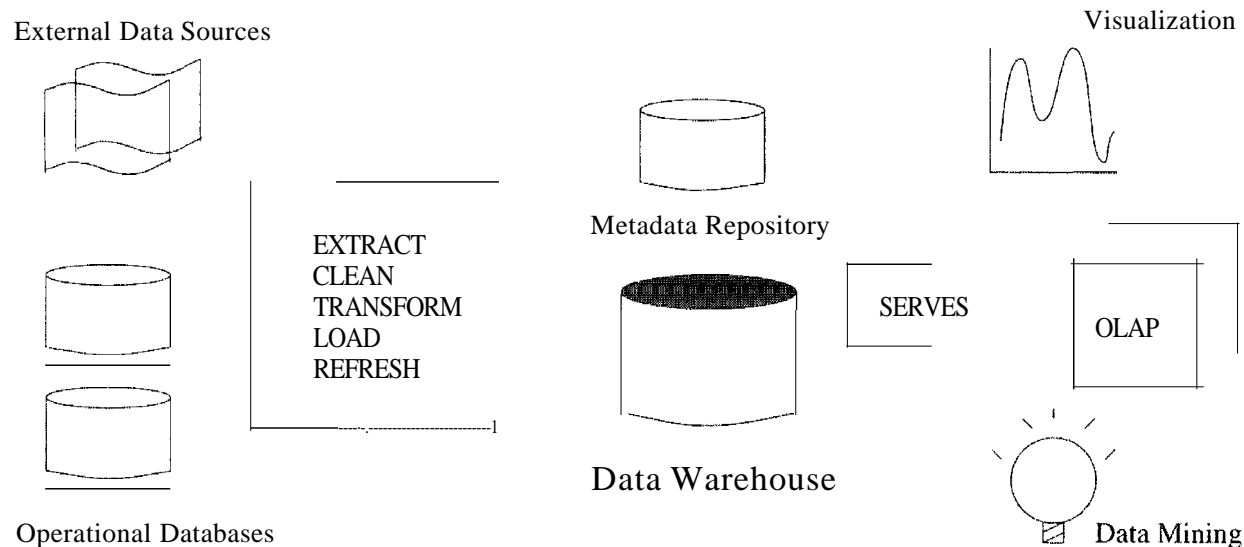 External Data Sources
Visualization
Metadata Repository
EXTRACT
CLEAN
TRANSFORM
LOAD
REFRESH
SERVES
OLAP
Data Warehouse
Operational Databases
Data Mining